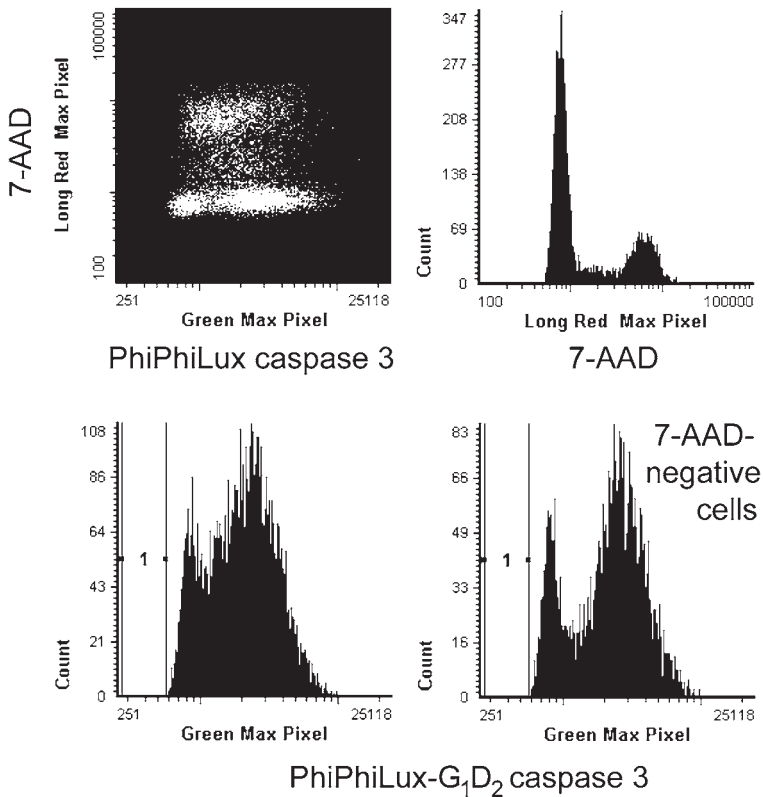 100000
7-AAD
Long Red Max Pixel
100
251
25118
Green Max Pixel
PhiPhiLux caspase 3
347
277
208
138
69
0
Count
100
100000
Long Red Max Pixel
7-AAD
108
86
64
43
21
0
Count
1
251
25118
Green Max Pixel
83
66
49
33
16
0
Count
1
7-AAD-
negative
cells
251
25118
Green Max Pixel
PhiPhiLux-G₁D₂ caspase 3